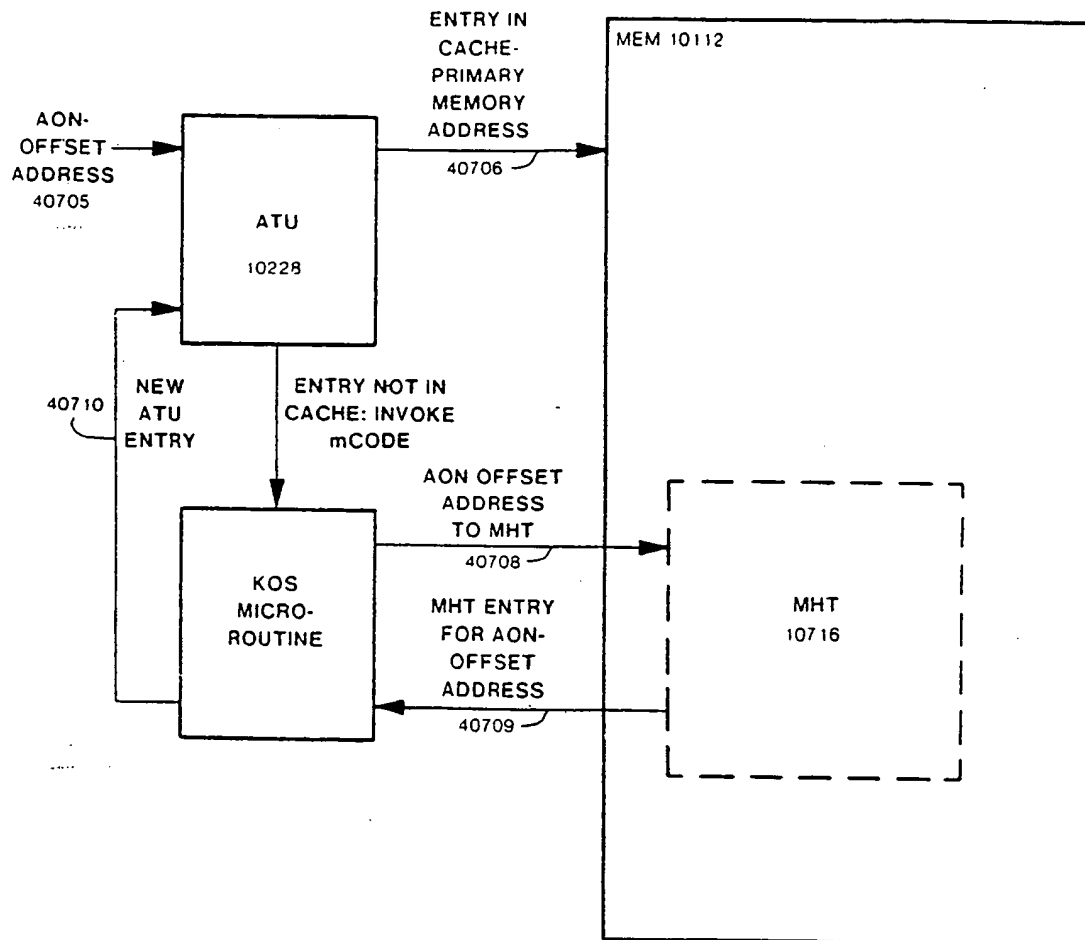 ENTRY IN
CACHE-
PRIMARY
MEMORY
ADDRESS
40706
MEM 10112
AON-
OFFSET
ADDRESS
40705
ATU
10228
40710
NEW
ATU
ENTRY
ENTRY NOT IN
CACHE: INVOKE
mCODE
AON OFFSET
ADDRESS
TO MHT
40708
KOS
MICRO-
ROUTINE
MHT ENTRY
FOR AON-
OFFSET
ADDRESS
40709
MHT
10716